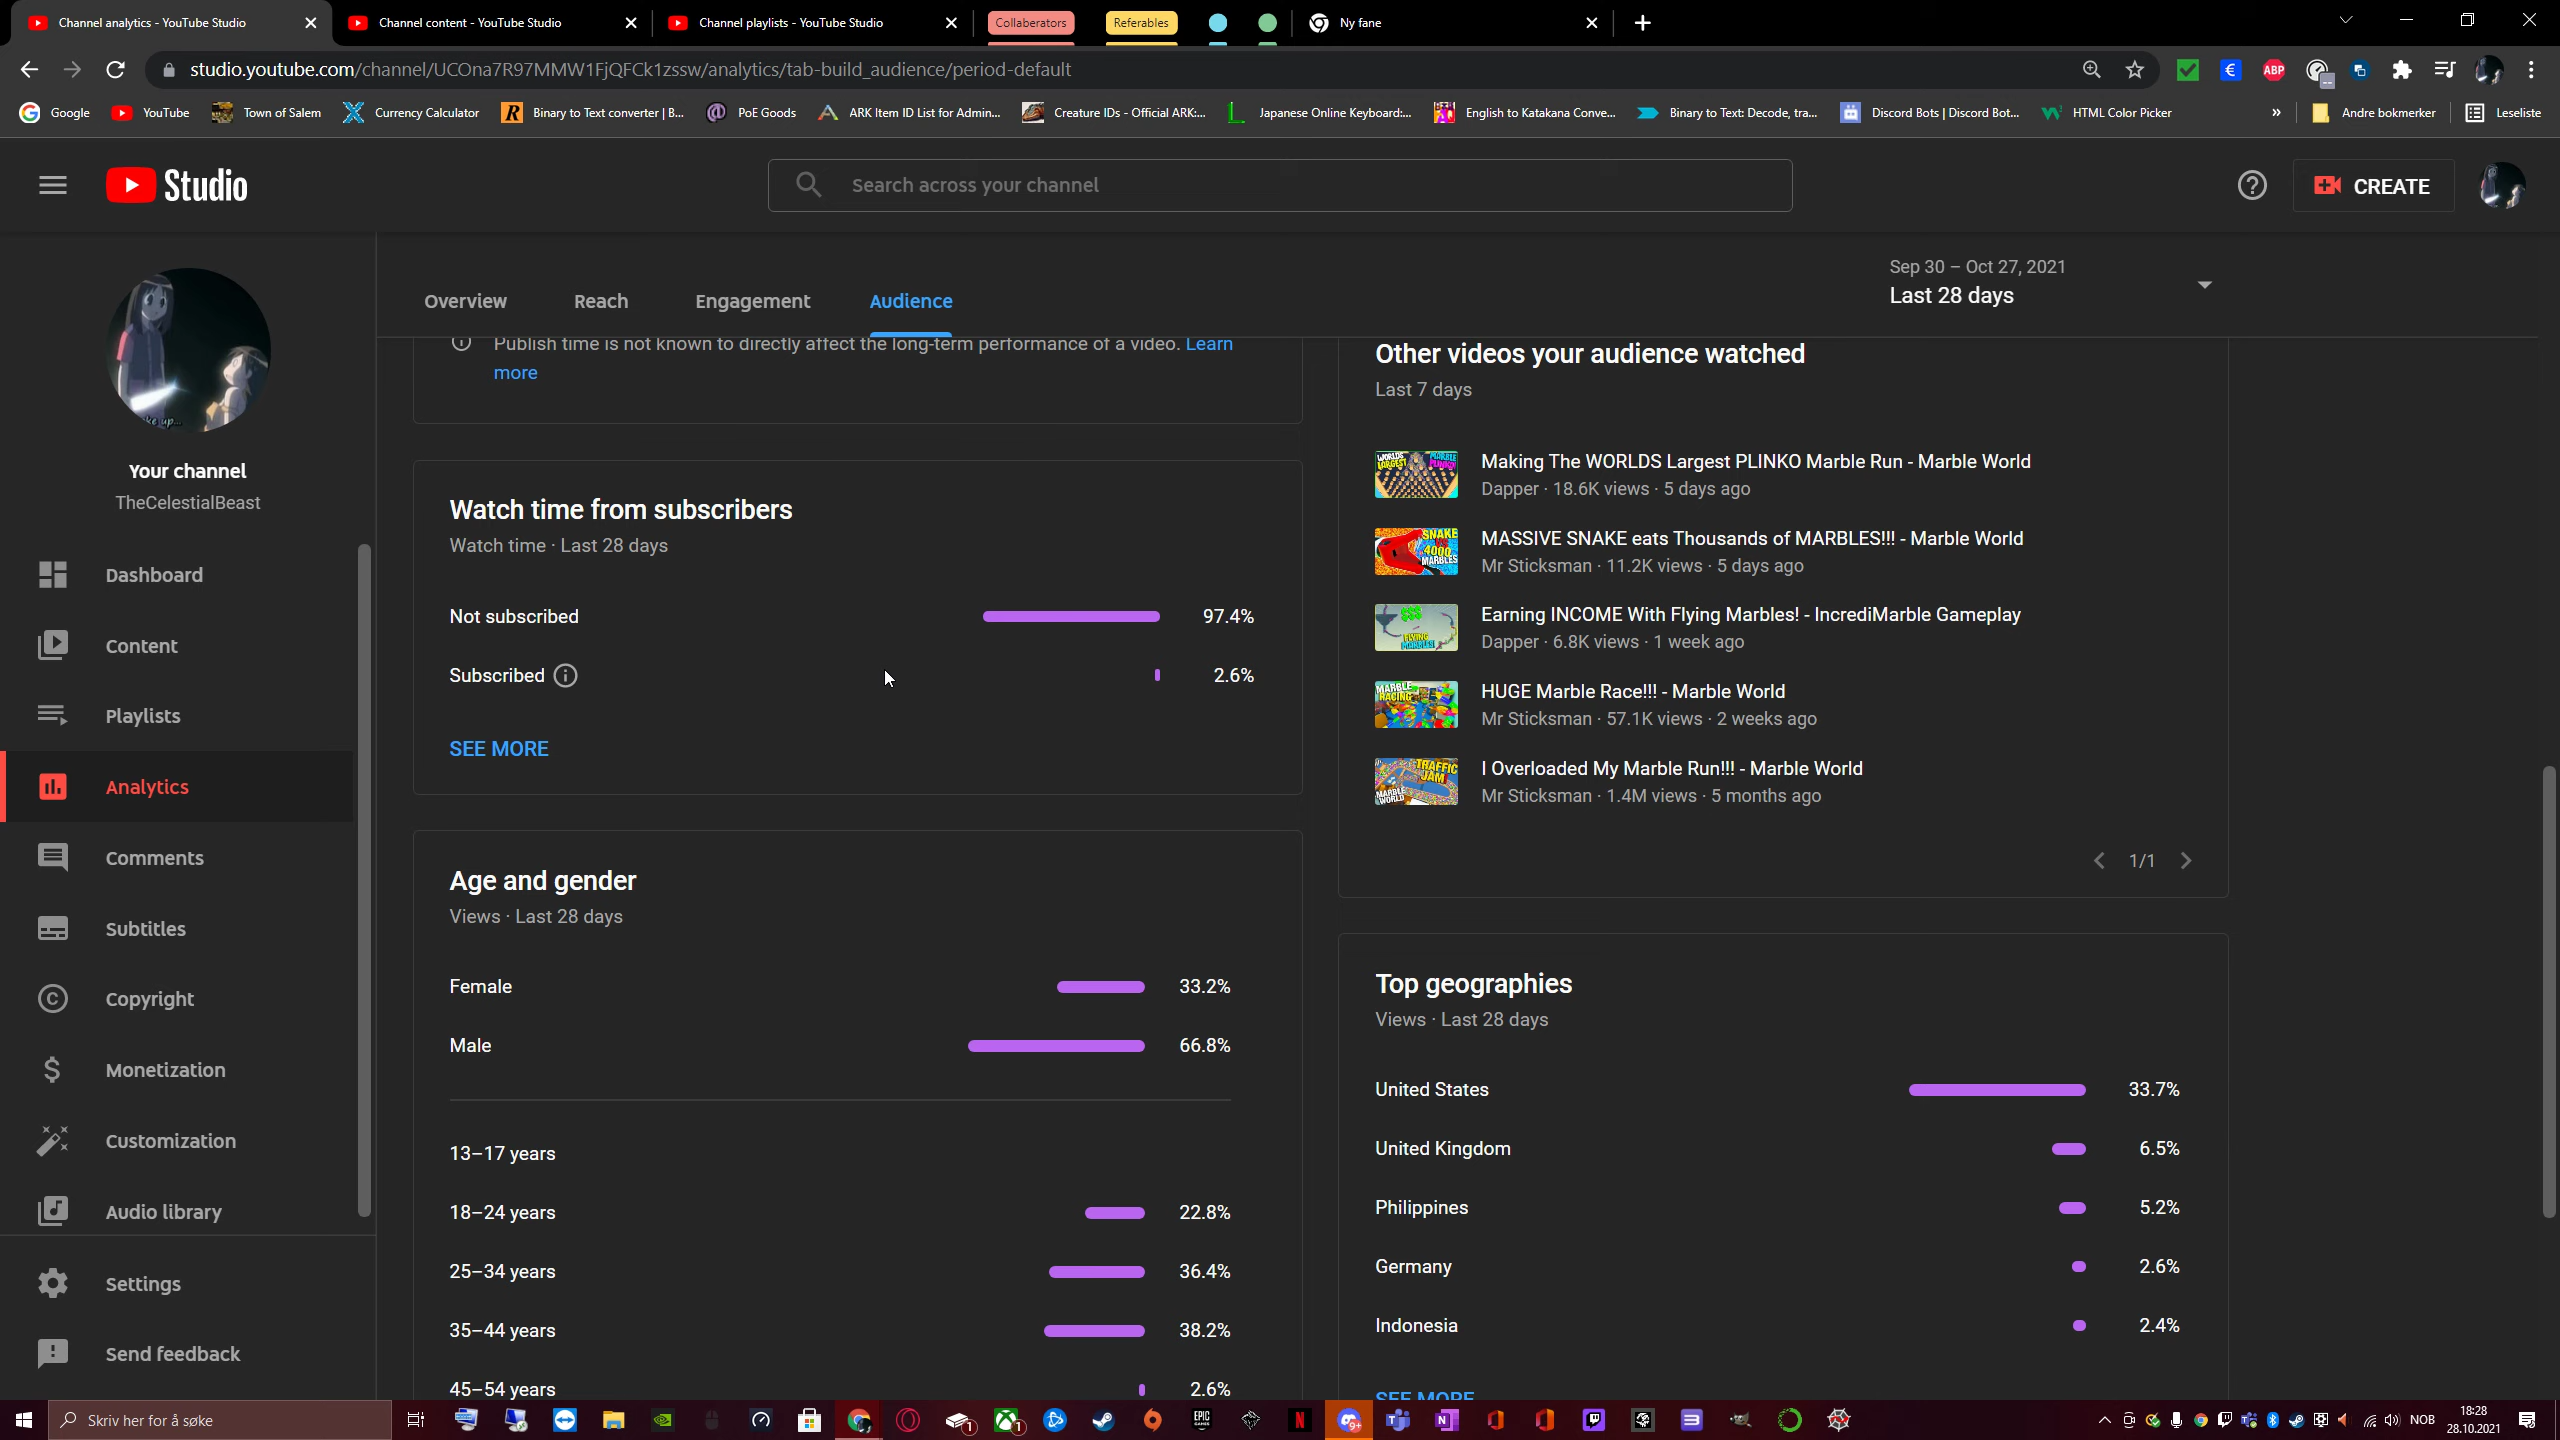 Channel analytics - YouTube Studio
Channel content - YouTube Studio
Channel playlists - YouTube Studio
Collaberators
Referables
Ny fane
studio.youtube.com/channel/UCOna7R97MMW1FjQFCk1zssw/analytics/tab-build_audience/period-default
ABP
Google
YouTube
Town of Salem
Currency Calculator
Binary to Text converter | B...
PoE Goods
ARK Item ID List for Admin...
Creature IDs - Official ARK:...
Japanese Online Keyboard:...
English to Katakana Conve...
Binary to Text: Decode, tra...
Discord Bots | Discord Bot...
HTML Color Picker
»
Andre bokmerker
Leseliste
Studio
Search across your channel
CREATE
Your channel
TheCelestialBeast
Dashboard
Content
Playlists
Analytics
Comments
Subtitles
Copyright
Monetization
Customization
Audio library
Settings
Send feedback
Overview
Reach
Engagement
Audience
Sep 30 – Oct 27, 2021
Last 28 days
Publish time is not known to directly affect the long-term performance of a video. Learn
more
Watch time from subscribers
Watch time · Last 28 days
Not subscribed 97.4%
Subscribed 2.6%
SEE MORE
Age and gender
Views · Last 28 days
Female 33.2%
Male 66.8%
13–17 years
18–24 years 22.8%
25–34 years 36.4%
35–44 years 38.2%
45–54 years 2.6%
Other videos your audience watched
Last 7 days
Making The WORLDS Largest PLINKO Marble Run - Marble World
Dapper · 18.6K views · 5 days ago
MASSIVE SNAKE eats Thousands of MARBLES!!! - Marble World
Mr Sticksman · 11.2K views · 5 days ago
Earning INCOME With Flying Marbles! - IncrediMarble Gameplay
Dapper · 6.8K views · 1 week ago
HUGE Marble Race!!! - Marble World
Mr Sticksman · 57.1K views · 2 weeks ago
I Overloaded My Marble Run!!! - Marble World
Mr Sticksman · 1.4M views · 5 months ago
1/1
Top geographies
Views · Last 28 days
United States 33.7%
United Kingdom 6.5%
Philippines 5.2%
Germany 2.6%
Indonesia 2.4%
SEE MORE
Skriv her for å søke
NOB
18:28
28.10.2021